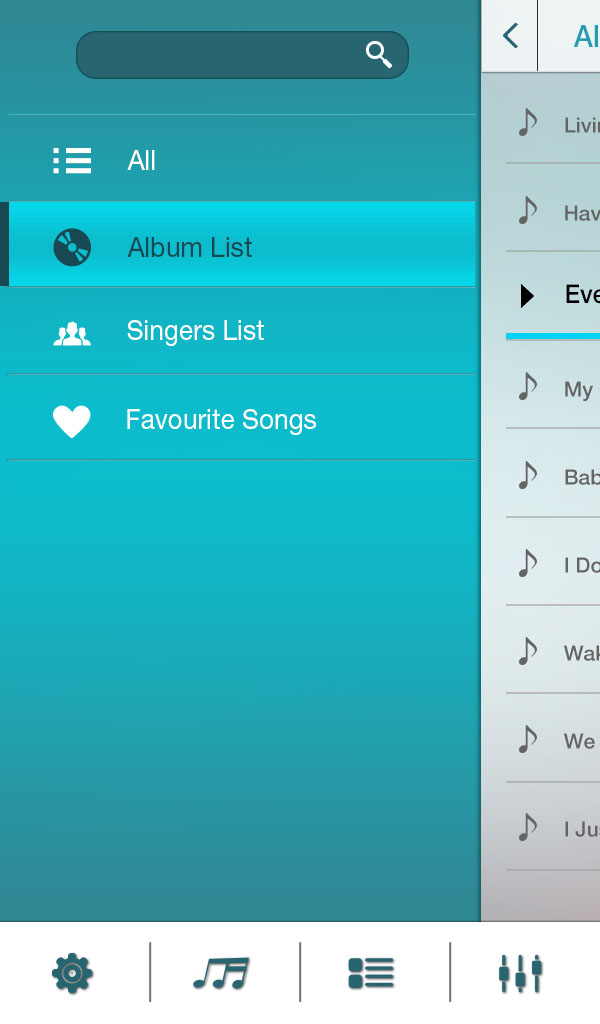 All
Album List
Singers List
Favourite Songs
Al
Livi
Hav
Eve
My
Bab
I Do
Wak
We
I Jus